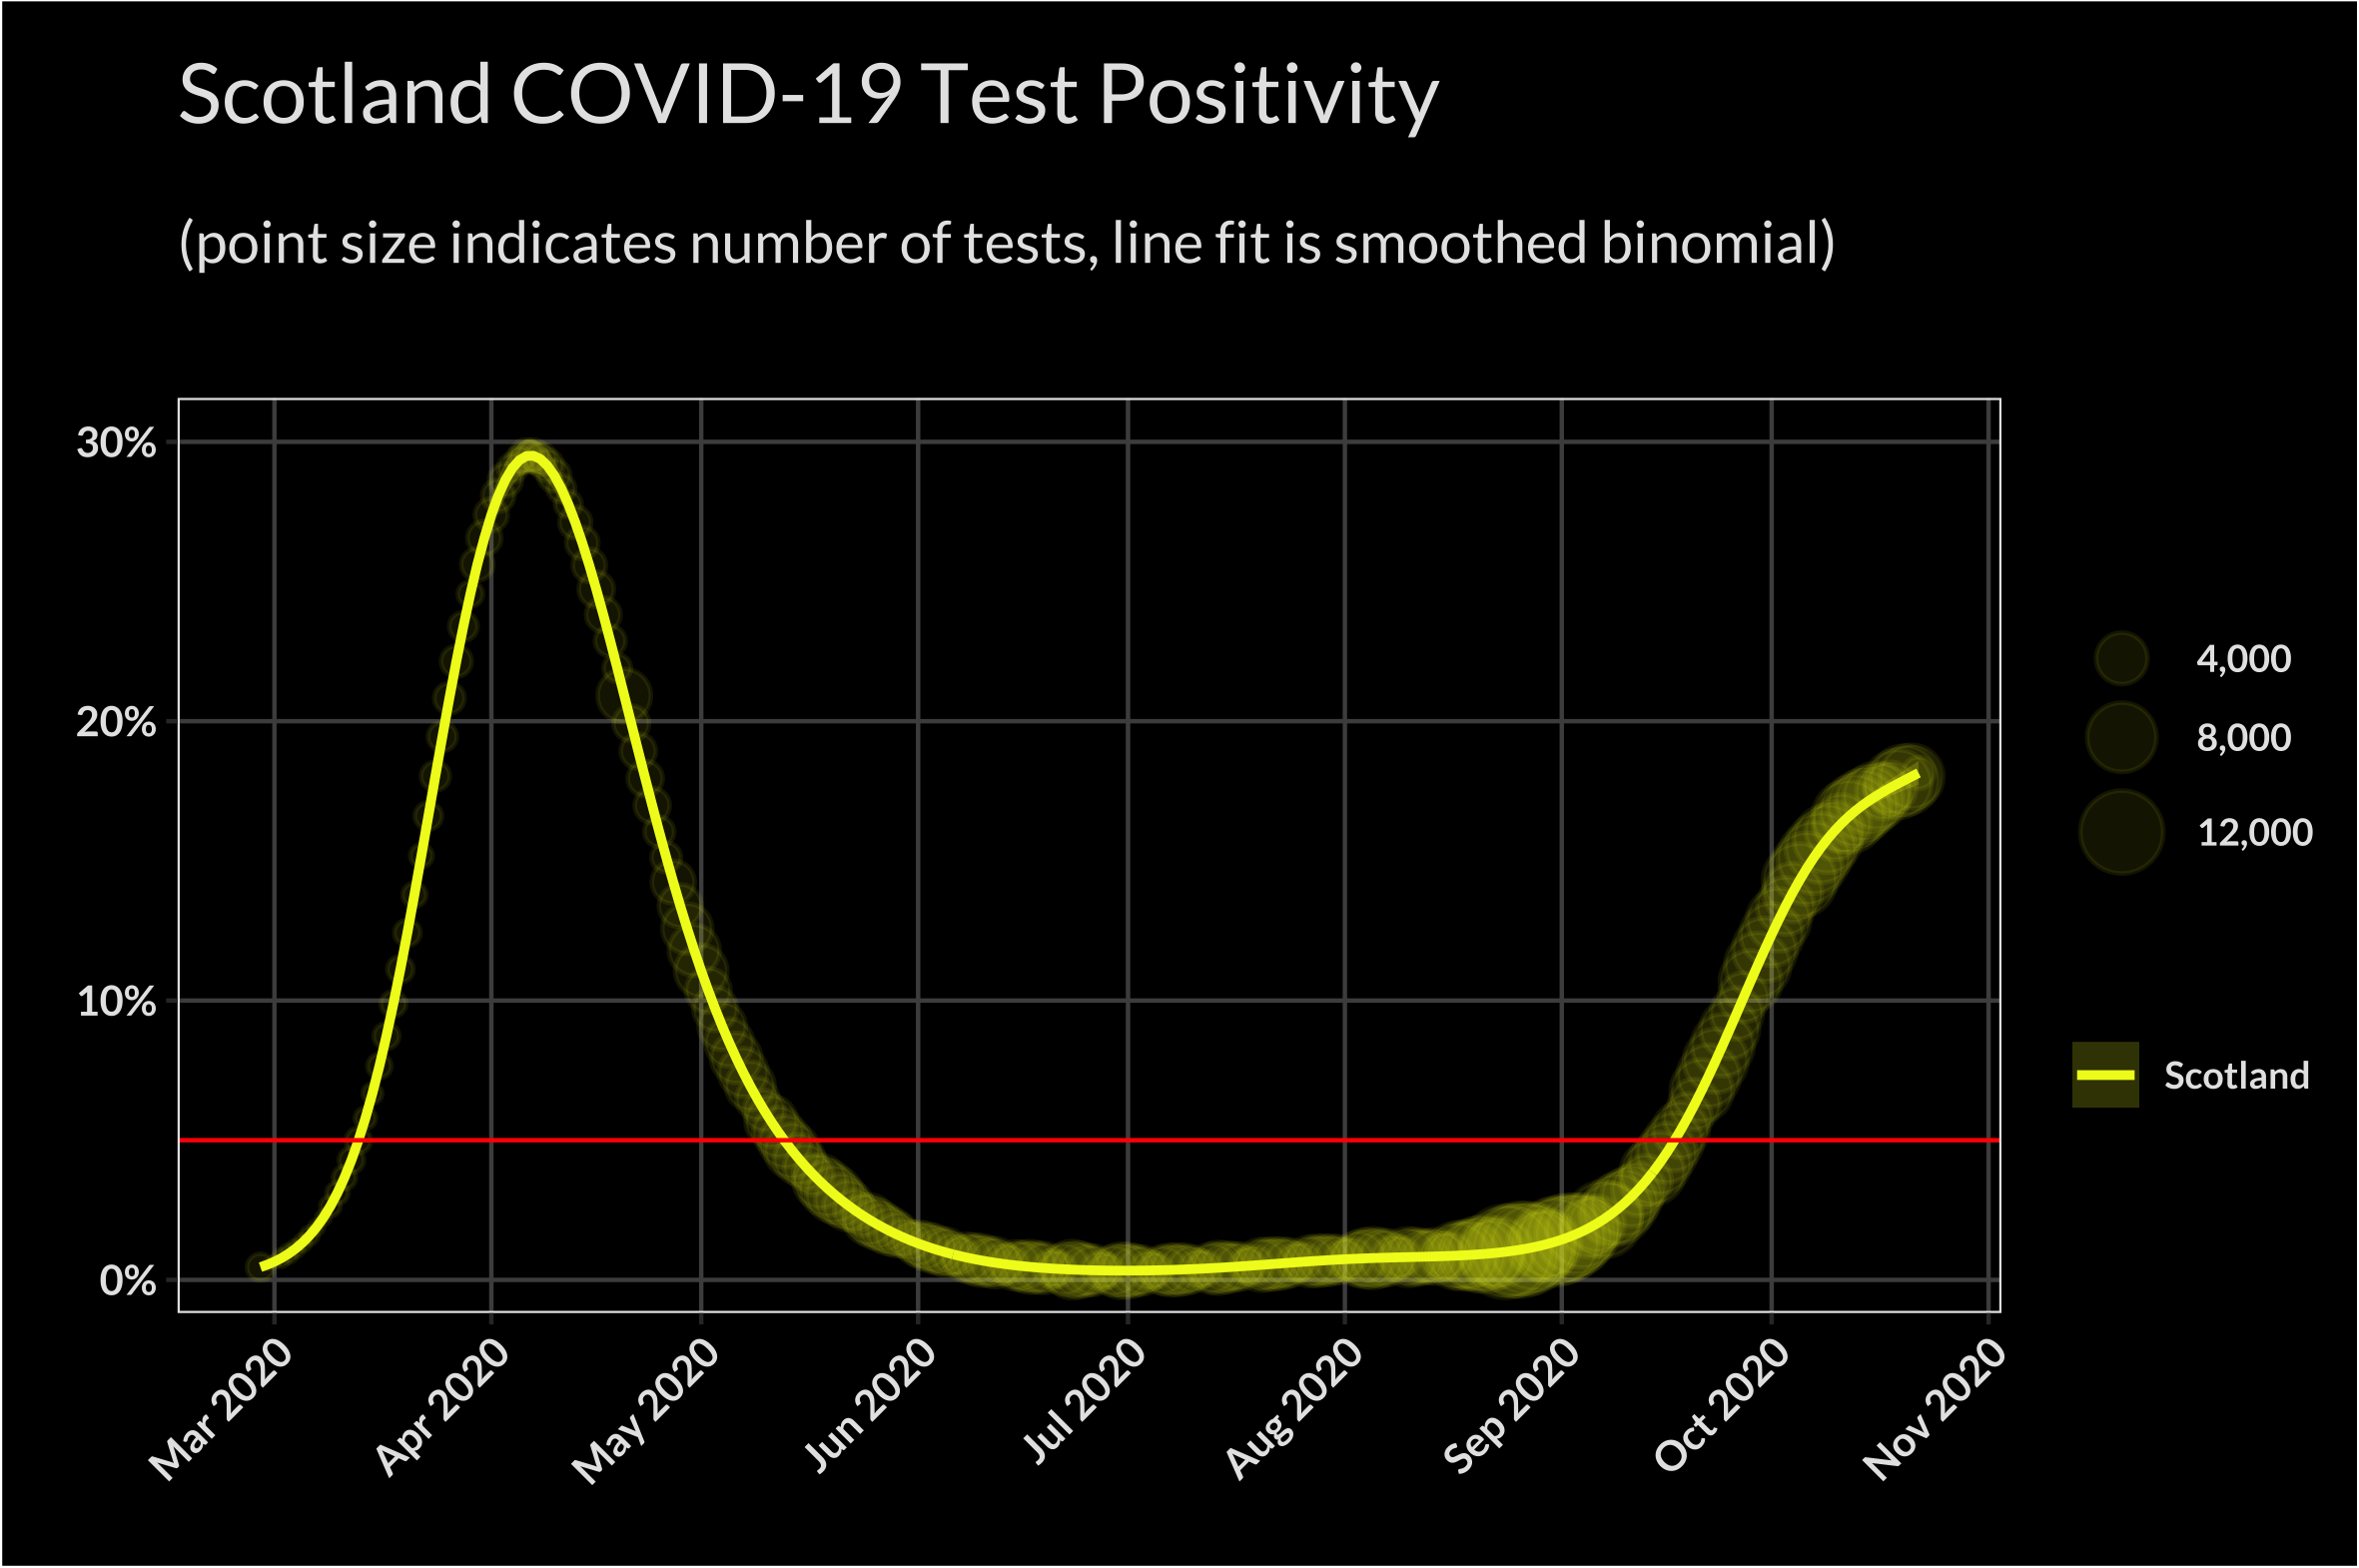 Scotland COVID-19 Test Positivity
(point size indicates number of tests, line fit is smoothed binomial)
30%
20%
10%
0%
Mar 2020
Apr 2020
May 2020
Jun 2020
Jul 2020
Aug 2020
Sep 2020
Oct 2020
Nov 2020
4,000
8,000
12,000
Scotland